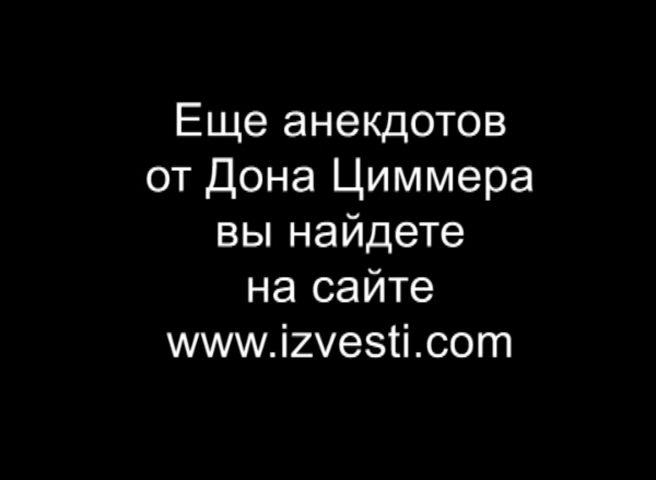 Еще анекдотов
от Дона Циммера
вы найдете
на сайте
www.izvesti.com